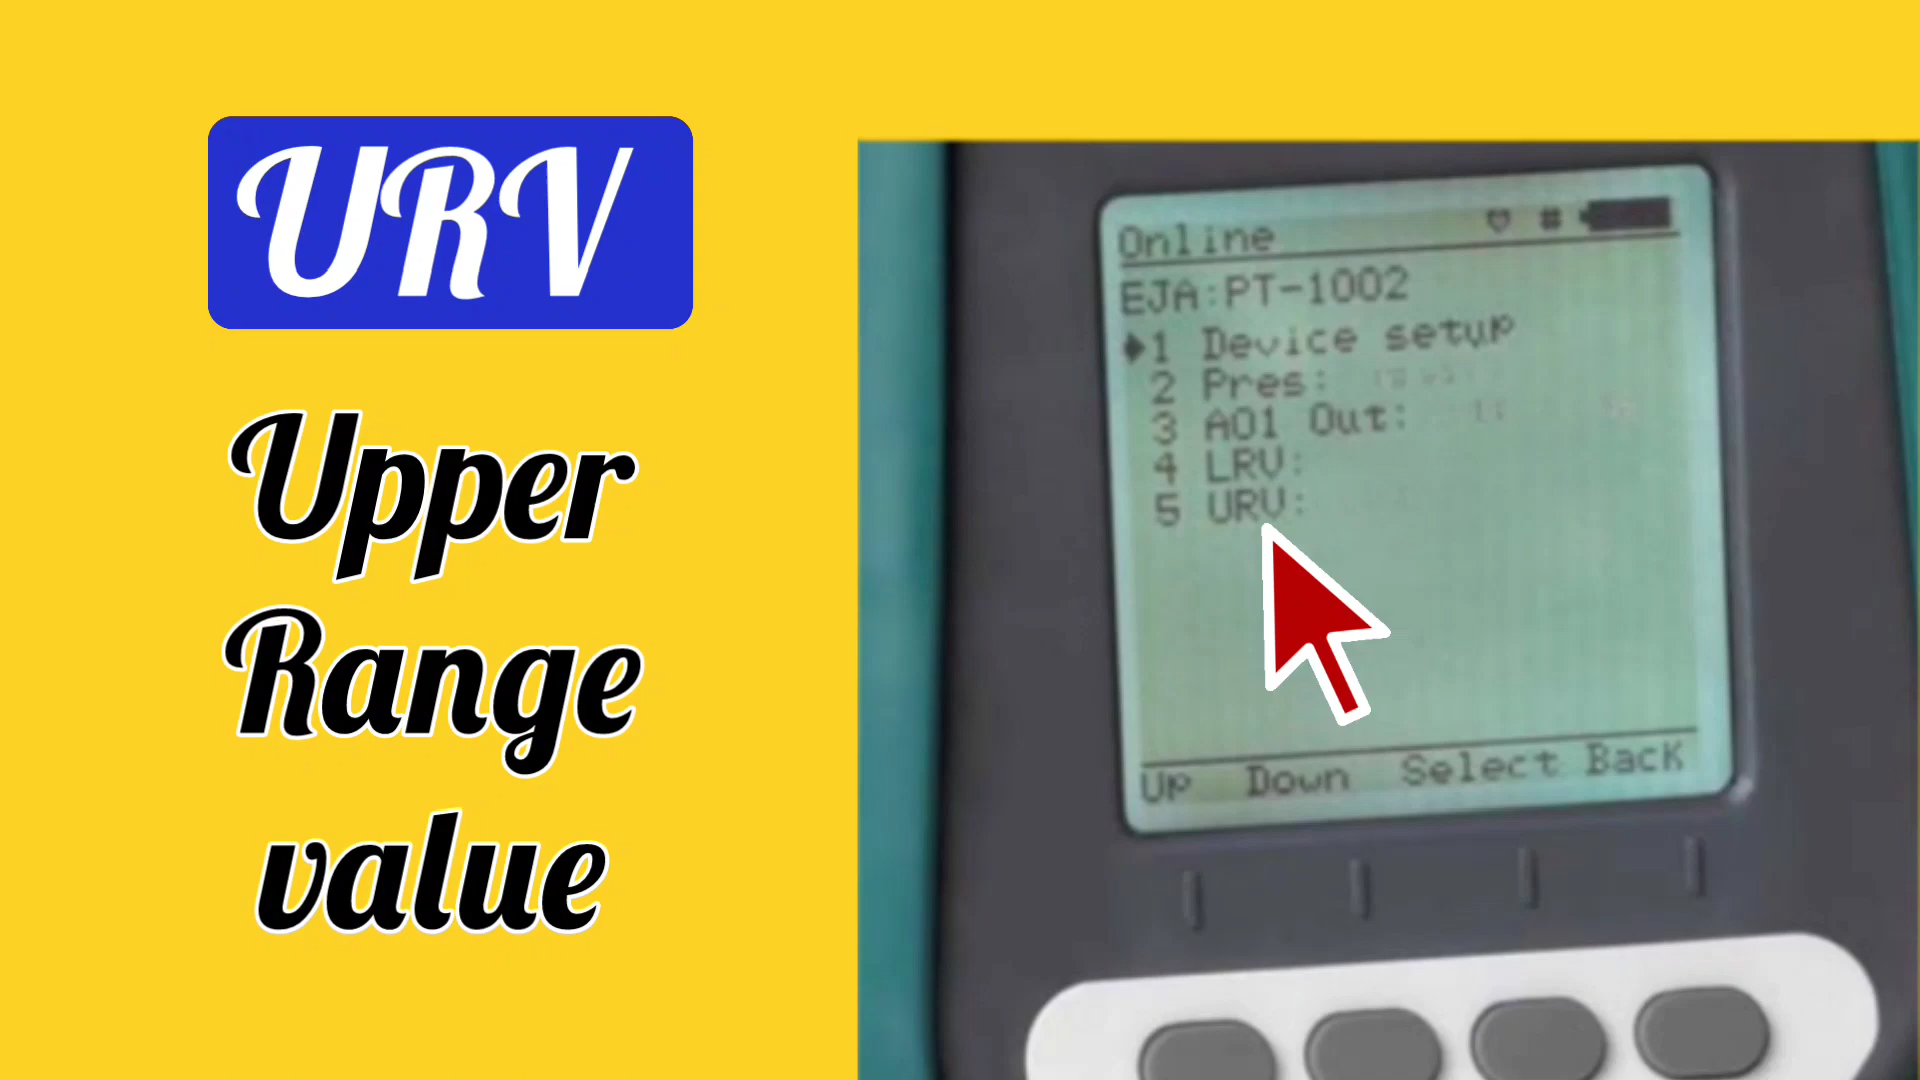 URV
Upper
Range
value
Online
EJA:PT-1002
1 Device setup
2 Pres:
3 AO1 Out:
4 LRV:
5 URV:
Up Down Select Back